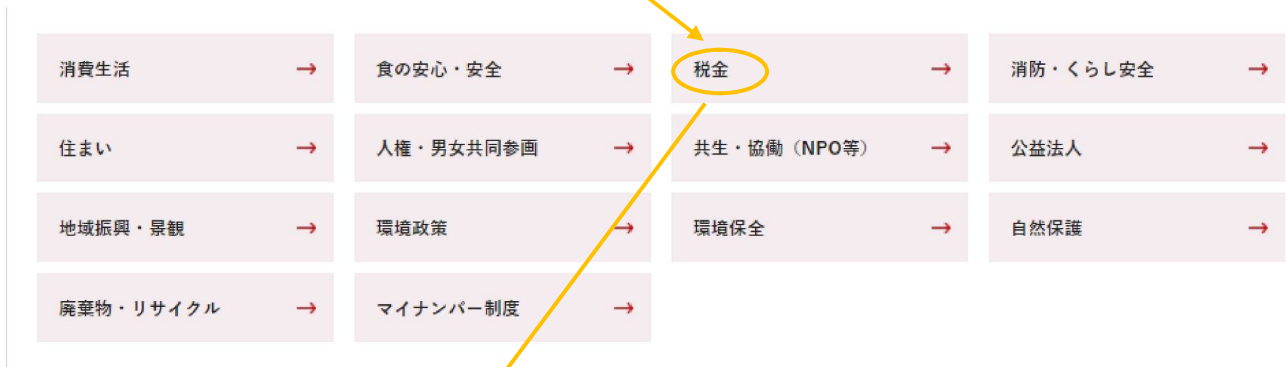 消費生活 → 食の安心・安全 → 税金 → 消防・くらし安全 →
住まい → 人権・男女共同参画 → 共生・協働（NPO等） → 公益法人 →
地域振興・景観 → 環境政策 → 環境保全 → 自然保護 →
廃棄物・リサイクル → マイナンバー制度 →